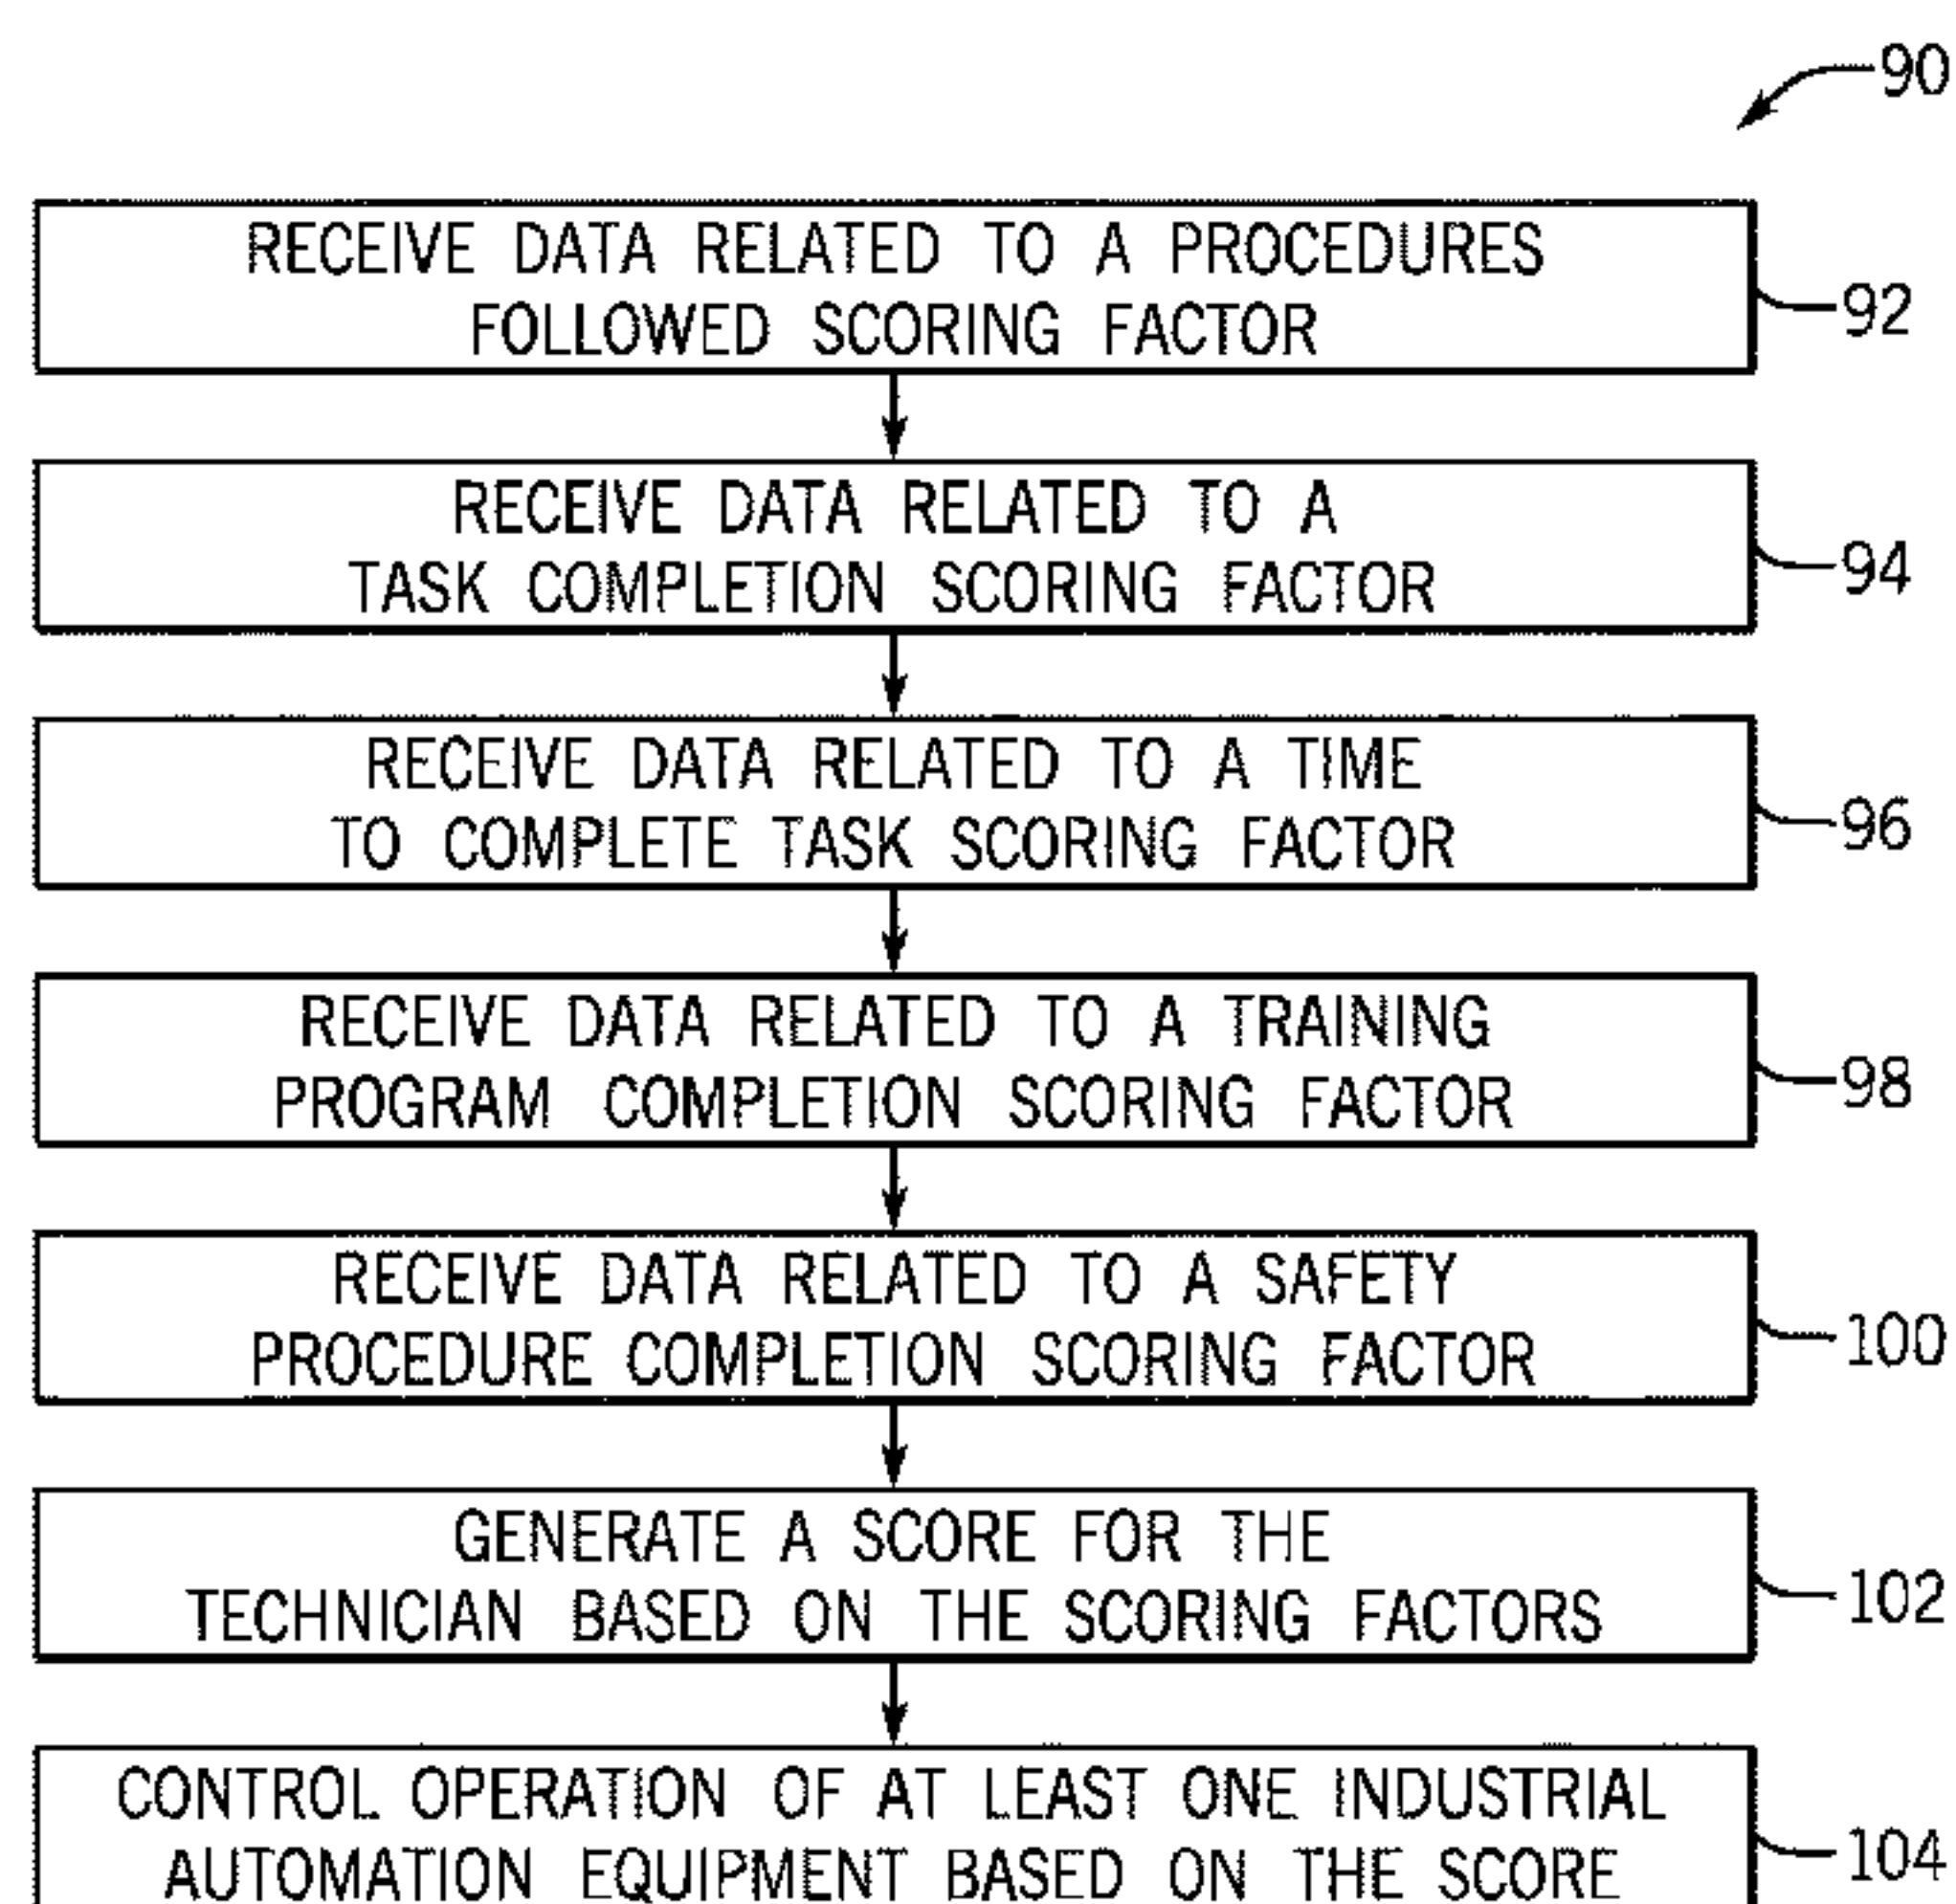 90
RECEIVE DATA RELATED TO A PROCEDURES
FOLLOWED SCORING FACTOR
92
RECEIVE DATA RELATED TO A
TASK COMPLETION SCORING FACTOR
94
RECEIVE DATA RELATED TO A TIME
TO COMPLETE TASK SCORING FACTOR
96
RECEIVE DATA RELATED TO A TRAINING
PROGRAM COMPLETION SCORING FACTOR
98
RECEIVE DATA RELATED TO A SAFETY
PROCEDURE COMPLETION SCORING FACTOR
100
GENERATE A SCORE FOR THE
TECHNICIAN BASED ON THE SCORING FACTORS
102
CONTROL OPERATION OF AT LEAST ONE INDUSTRIAL
AUTOMATION EQUIPMENT BASED ON THE SCORE
104